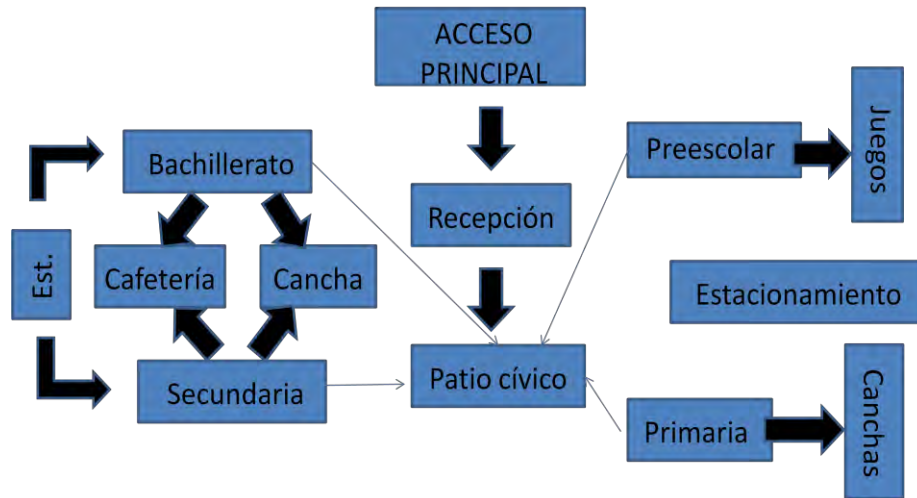 ACCESO
PRINCIPAL
Juegos
Bachillerato
Preescolar
Recepción
Est.
Cafetería
Cancha
Estacionamiento
Secundaria
Patio cívico
Primaria
Canchas